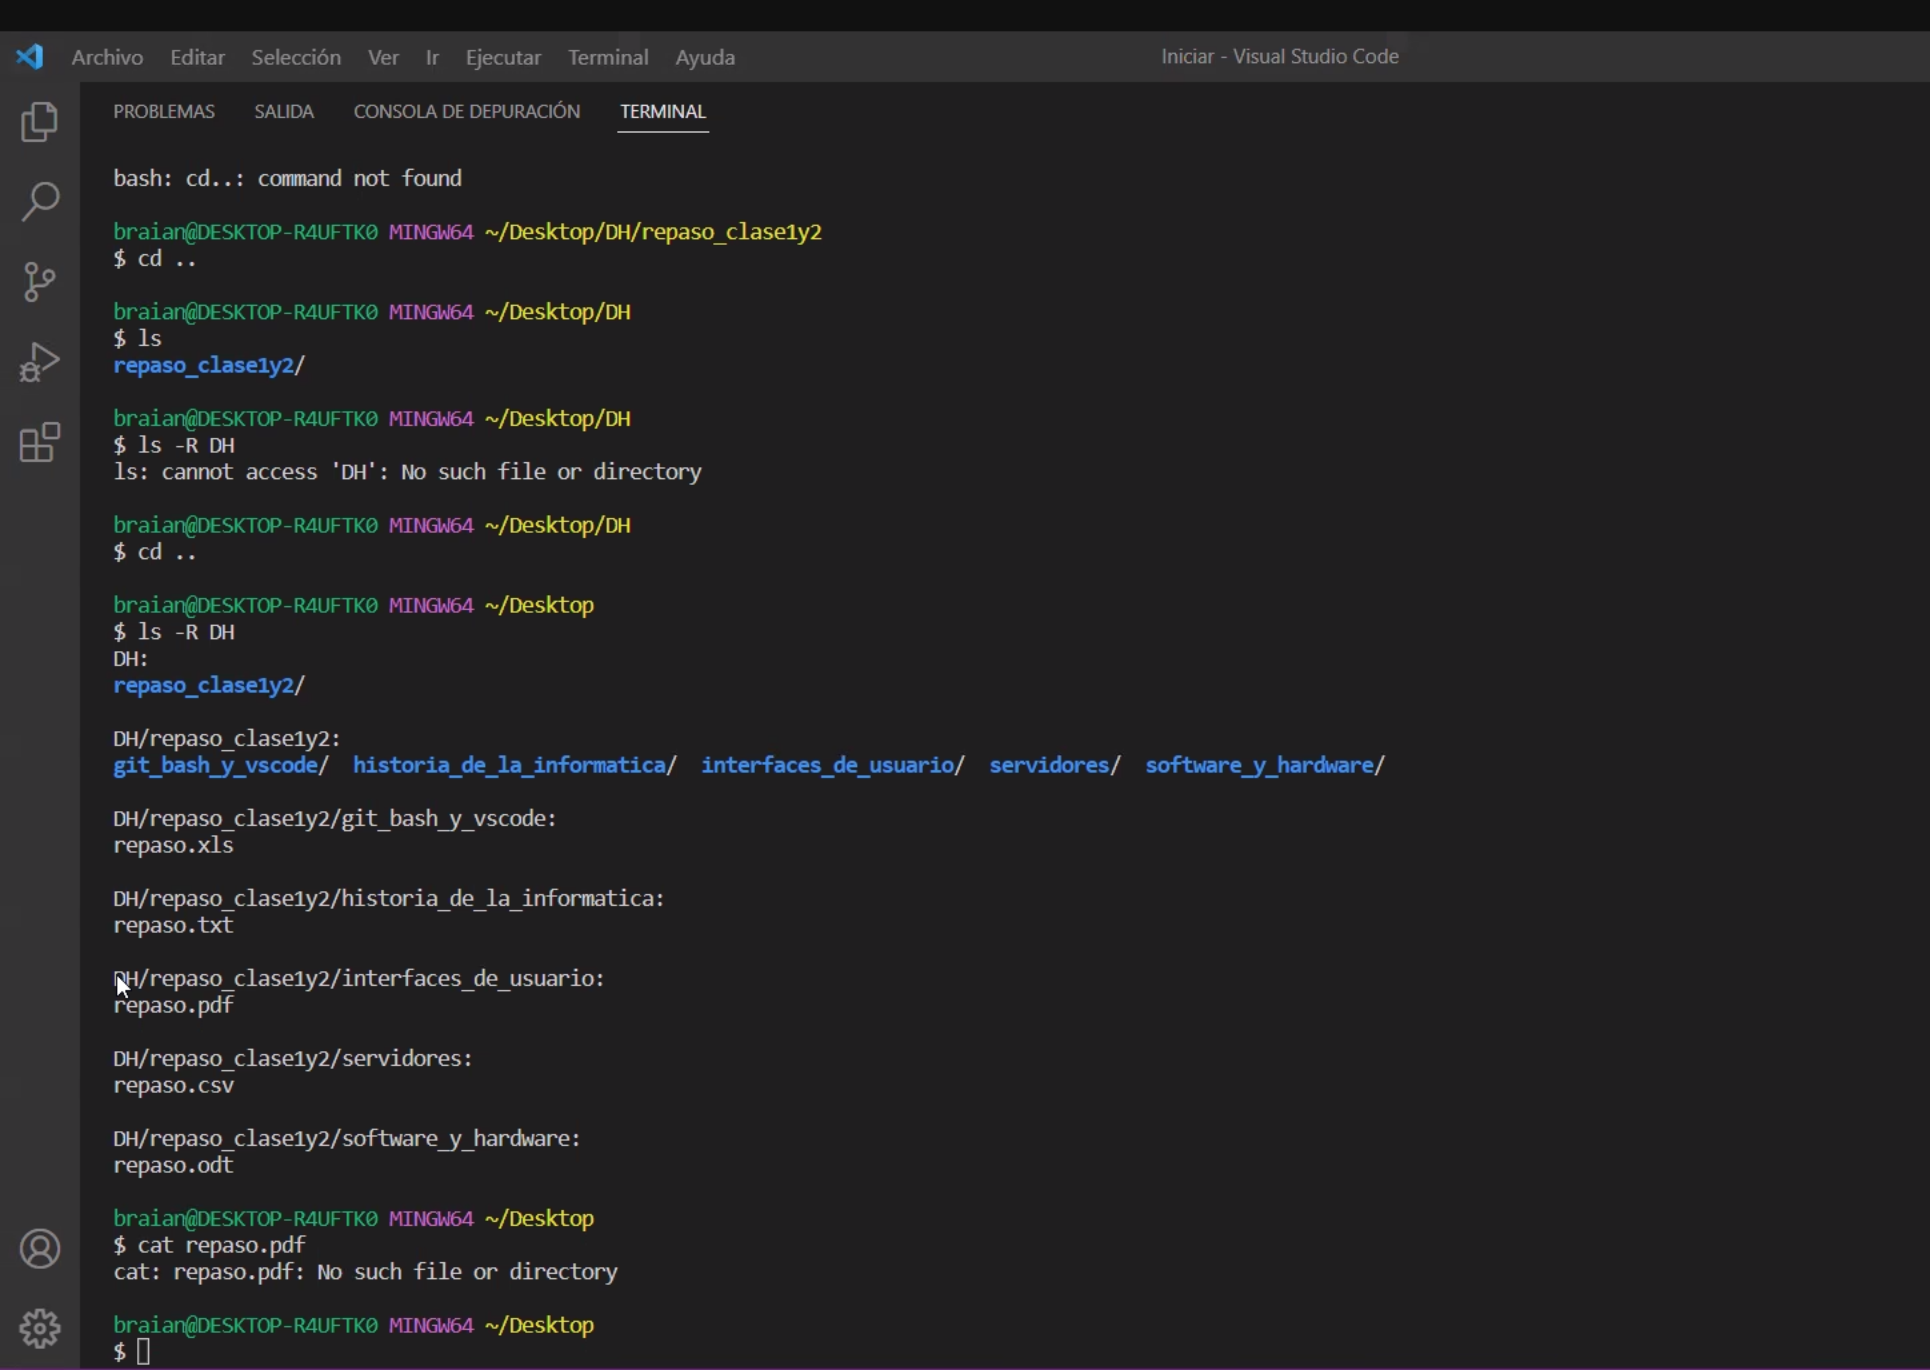 Archivo Editar Selección Ver Ir Ejecutar Terminal Ayuda Iniciar - Visual Studio Code
PROBLEMAS SALIDA CONSOLA DE DEPURACIÓN TERMINAL
bash: cd..: command not found
braian@DESKTOP-R4UFTK0 MINGW64 ~/Desktop/DH/repaso_clase1y2
$ cd ..
braian@DESKTOP-R4UFTK0 MINGW64 ~/Desktop/DH
$ ls
repaso_clase1y2/
braian@DESKTOP-R4UFTK0 MINGW64 ~/Desktop/DH
$ ls -R DH
ls: cannot access 'DH': No such file or directory
braian@DESKTOP-R4UFTK0 MINGW64 ~/Desktop/DH
$ cd ..
braian@DESKTOP-R4UFTK0 MINGW64 ~/Desktop
$ ls -R DH
DH:
repaso_clase1y2/
DH/repaso_clase1y2:
git_bash_y_vscode/ historia_de_la_informatica/ interfaces_de_usuario/ servidores/ software_y_hardware/
DH/repaso_clase1y2/git_bash_y_vscode:
repaso.xls
DH/repaso_clase1y2/historia_de_la_informatica:
repaso.txt
DH/repaso_clase1y2/interfaces_de_usuario:
repaso.pdf
DH/repaso_clase1y2/servidores:
repaso.csv
DH/repaso_clase1y2/software_y_hardware:
repaso.odt
braian@DESKTOP-R4UFTK0 MINGW64 ~/Desktop
$ cat repaso.pdf
cat: repaso.pdf: No such file or directory
braian@DESKTOP-R4UFTK0 MINGW64 ~/Desktop
$